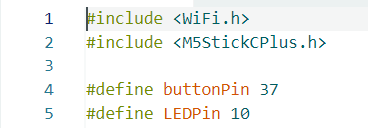 1 #include <WiFi.h>
2 #include <M5StickCPlus.h>
3
4 #define buttonPin 37
5 #define LEDPin 10